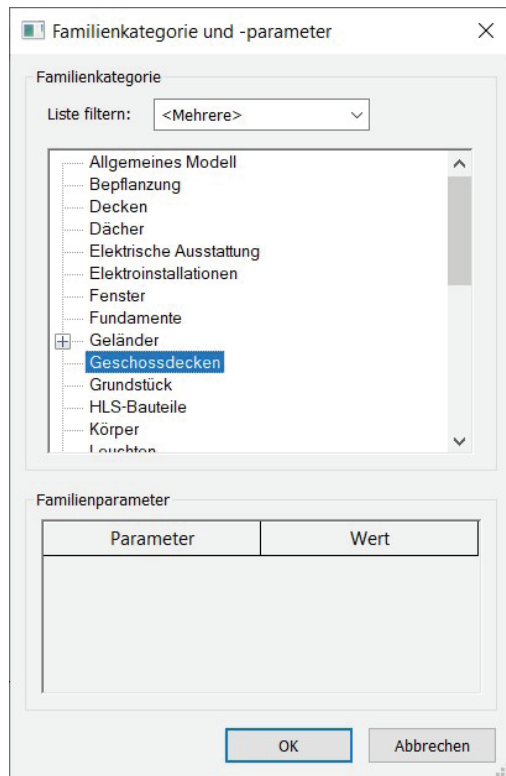 Familienkategorie und -parameter
Familienkategorie
Liste filtern: <Mehrere>
Allgemeines Modell
Bepflanzung
Decken
Dächer
Elektrische Ausstattung
Elektroinstallationen
Fenster
Fundamente
Geländer
Geschossdecken
Grundstück
HLS-Bauteile
Körper
Leuchten
Familienparameter
Parameter Wert
OK Abbrechen